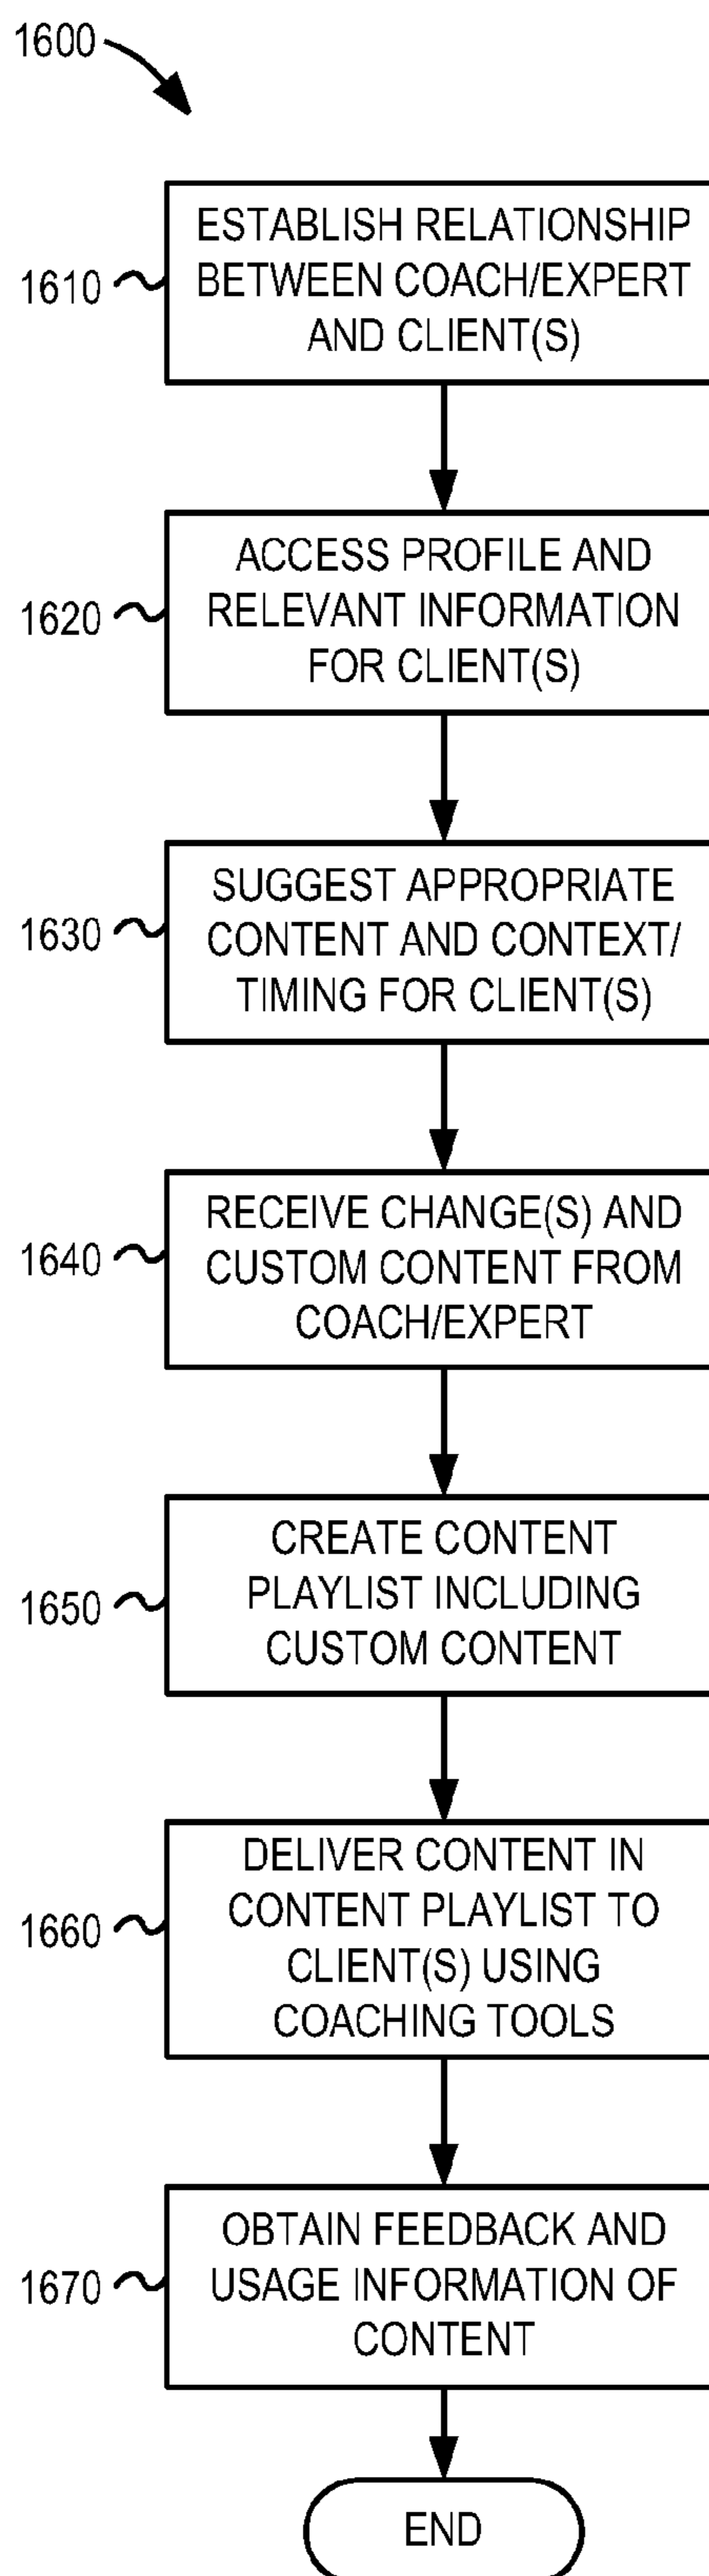 1600
1610
ESTABLISH RELATIONSHIP
BETWEEN COACH/EXPERT
AND CLIENT(S)
1620
ACCESS PROFILE AND
RELEVANT INFORMATION
FOR CLIENT(S)
1630
SUGGEST APPROPRIATE
CONTENT AND CONTEXT/
TIMING FOR CLIENT(S)
1640
RECEIVE CHANGE(S) AND
CUSTOM CONTENT FROM
COACH/EXPERT
1650
CREATE CONTENT
PLAYLIST INCLUDING
CUSTOM CONTENT
1660
DELIVER CONTENT IN
CONTENT PLAYLIST TO
CLIENT(S) USING
COACHING TOOLS
1670
OBTAIN FEEDBACK AND
USAGE INFORMATION OF
CONTENT
END